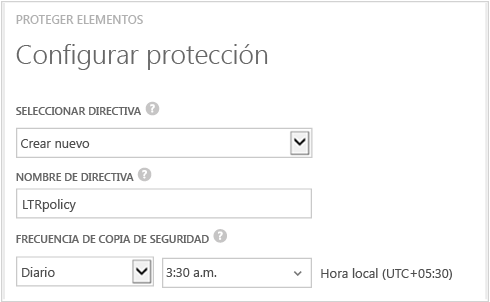 PROTEGER ELEMENTOS
Configurar protección
SELECCIONAR DIRECTIVA ?
Crear nuevo
NOMBRE DE DIRECTIVA ?
LTRpolicy
FRECUENCIA DE COPIA DE SEGURIDAD ?
Diario 3:30 a.m. Hora local (UTC+05:30)